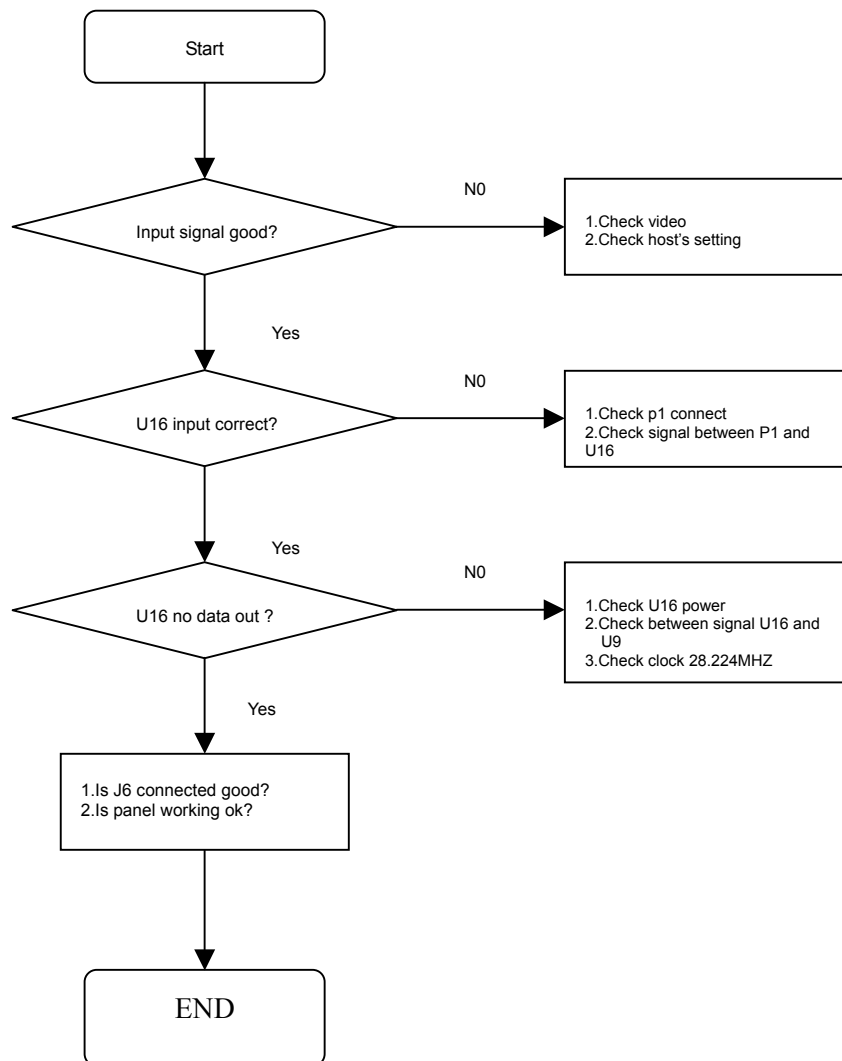 Start
Input signal good?
N0
1.Check video
2.Check host's setting
Yes
U16 input correct?
N0
1.Check p1 connect
2.Check signal between P1 and
U16
Yes
U16 no data out ?
N0
1.Check U16 power
2.Check between signal U16 and
U9
3.Check clock 28.224MHZ
Yes
1.Is J6 connected good?
2.Is panel working ok?
END